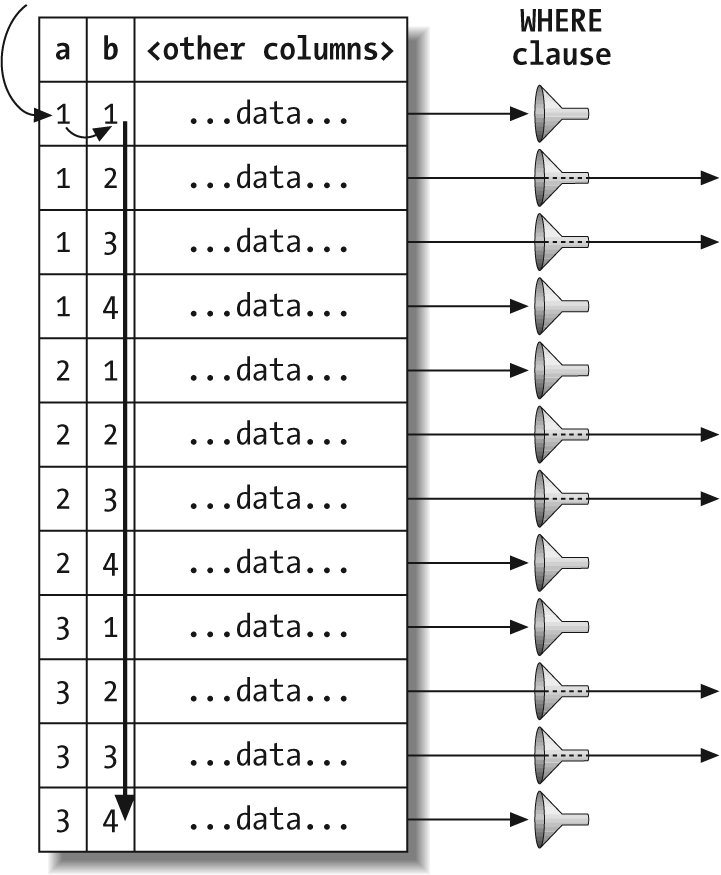 WHERE
clause
a b <other columns>
1 1 ...data...
1 2 ...data...
1 3 ...data...
1 4 ...data...
2 1 ...data...
2 2 ...data...
2 3 ...data...
2 4 ...data...
3 1 ...data...
3 2 ...data...
3 3 ...data...
3 4 ...data...